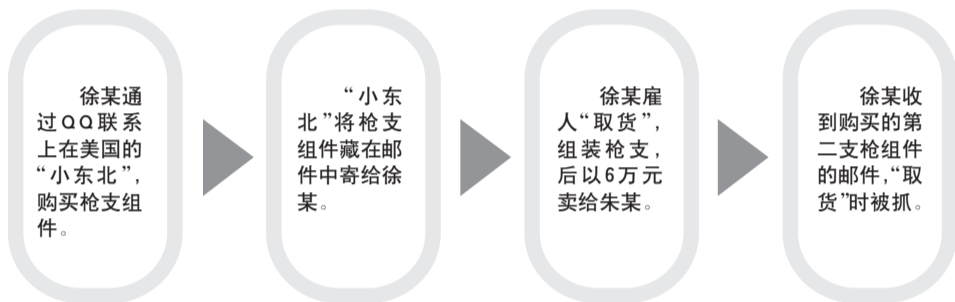 徐某通
过QQ联系
上在美国的
“小东北”,
购买枪支组
件。
“小东
北”将枪支
组件藏在邮
件中寄给徐
某。
徐某雇
人“取货”,
组装枪支,
后以6万元
卖给朱某。
徐某收
到购买的第
二支枪组件
的邮件,“取
货”时被抓。